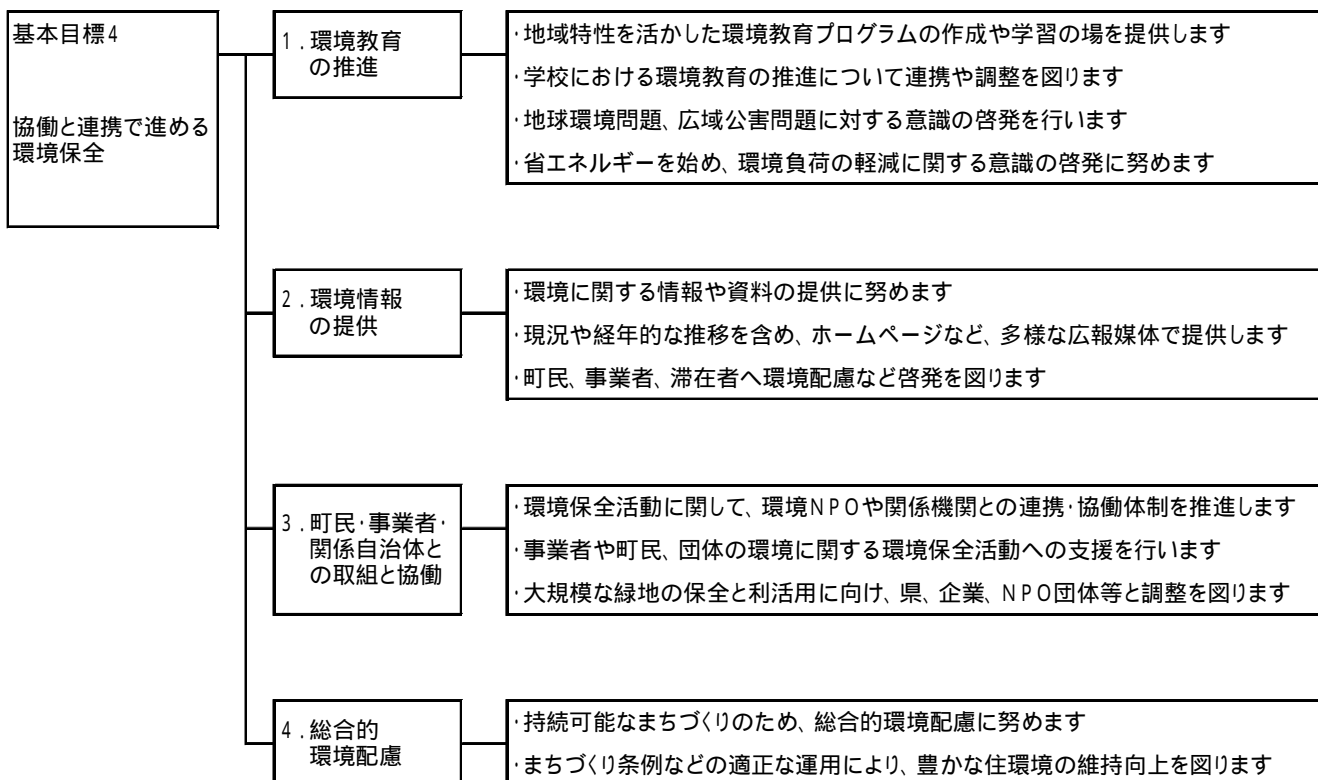 基本目標4
協働と連携で進める
環境保全
1．環境教育
の推進
･地域特性を活かした環境教育プログラムの作成や学習の場を提供します
･学校における環境教育の推進について連携や調整を図ります
･地球環境問題、広域公害問題に対する意識の啓発を行います
･省エネルギーを始め、環境負荷の軽減に関する意識の啓発に努めます
2．環境情報
の提供
･環境に関する情報や資料の提供に努めます
･現況や経年的な推移を含め、ホームページなど、多様な広報媒体で提供します
･町民、事業者、滞在者へ環境配慮など啓発を図ります
3．町民･事業者･
関係自治体と
の取組と協働
･環境保全活動に関して、環境NPOや関係機関との連携･協働体制を推進します
･事業者や町民、団体の環境に関する環境保全活動への支援を行います
･大規模な緑地の保全と利活用に向け、県、企業、NPO団体等と調整を図ります
4．総合的
環境配慮
･持続可能なまちづくりのため、総合的環境配慮に努めます
･まちづくり条例などの適正な運用により、豊かな住環境の維持向上を図ります